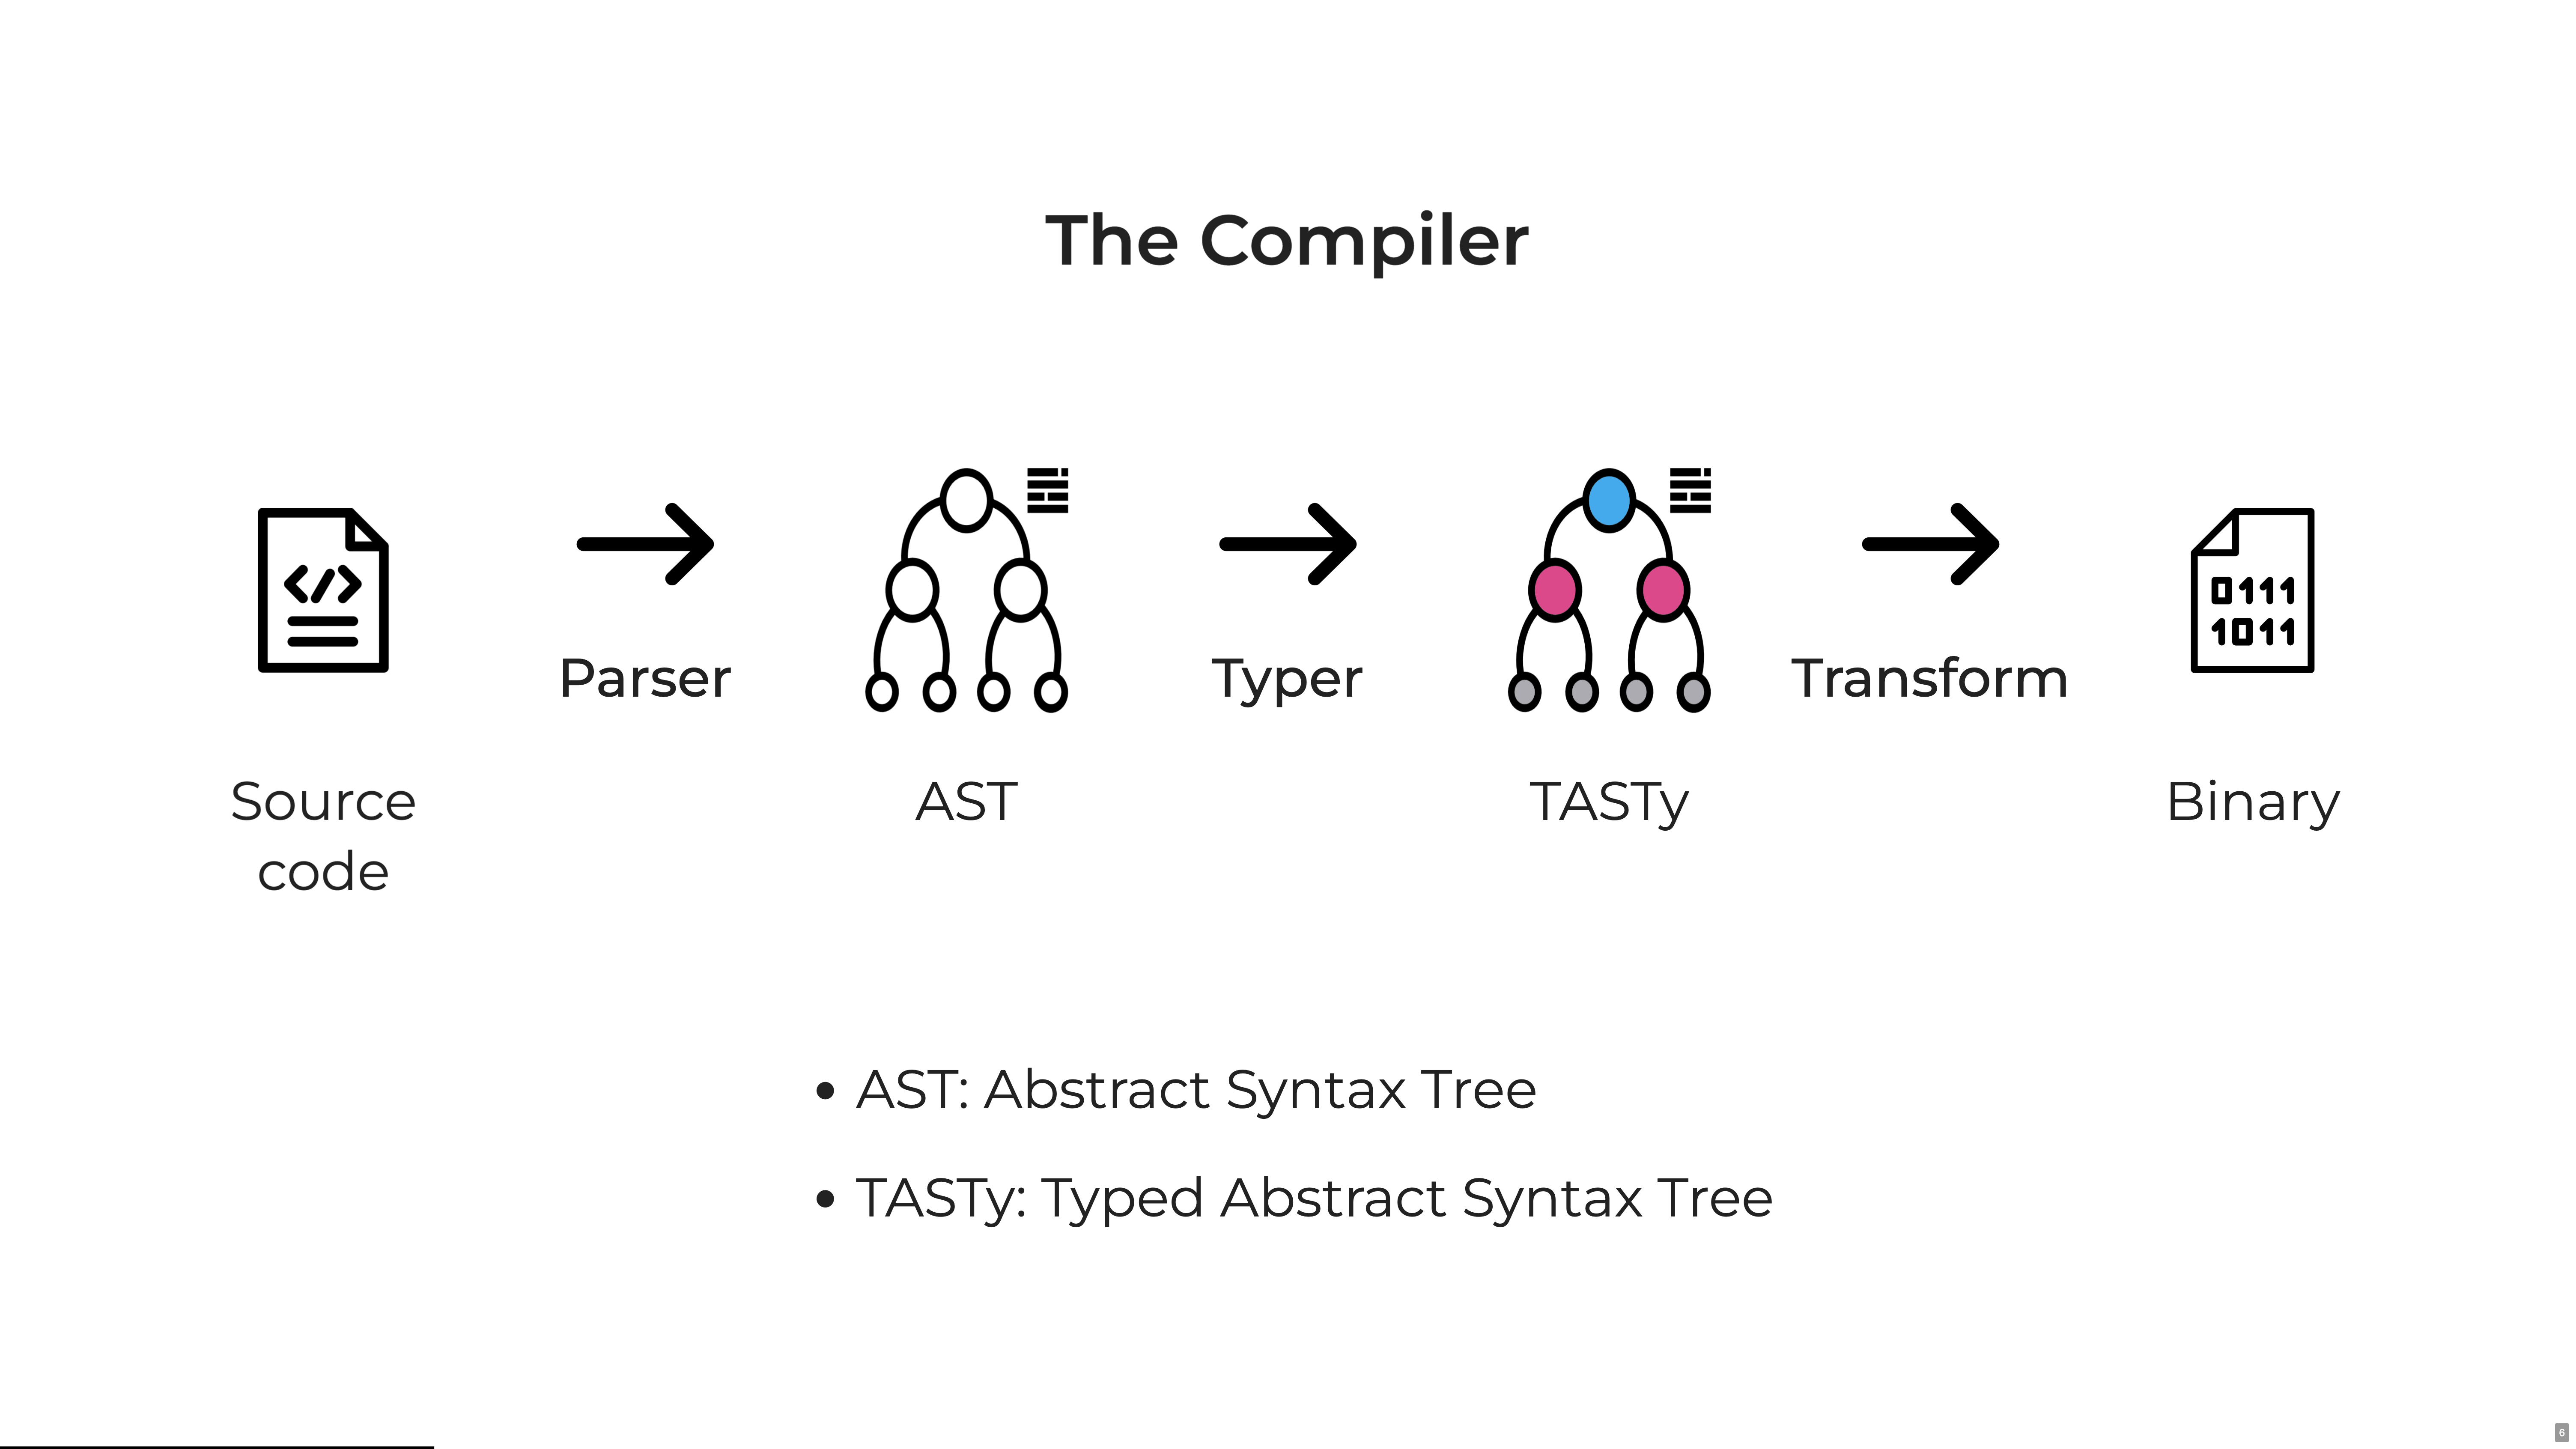 The Compiler
</>
0111
1011
Parser
Typer
Transform
Source
code
AST
TASTy
Binary
• AST: Abstract Syntax Tree
• TASTy: Typed Abstract Syntax Tree
6